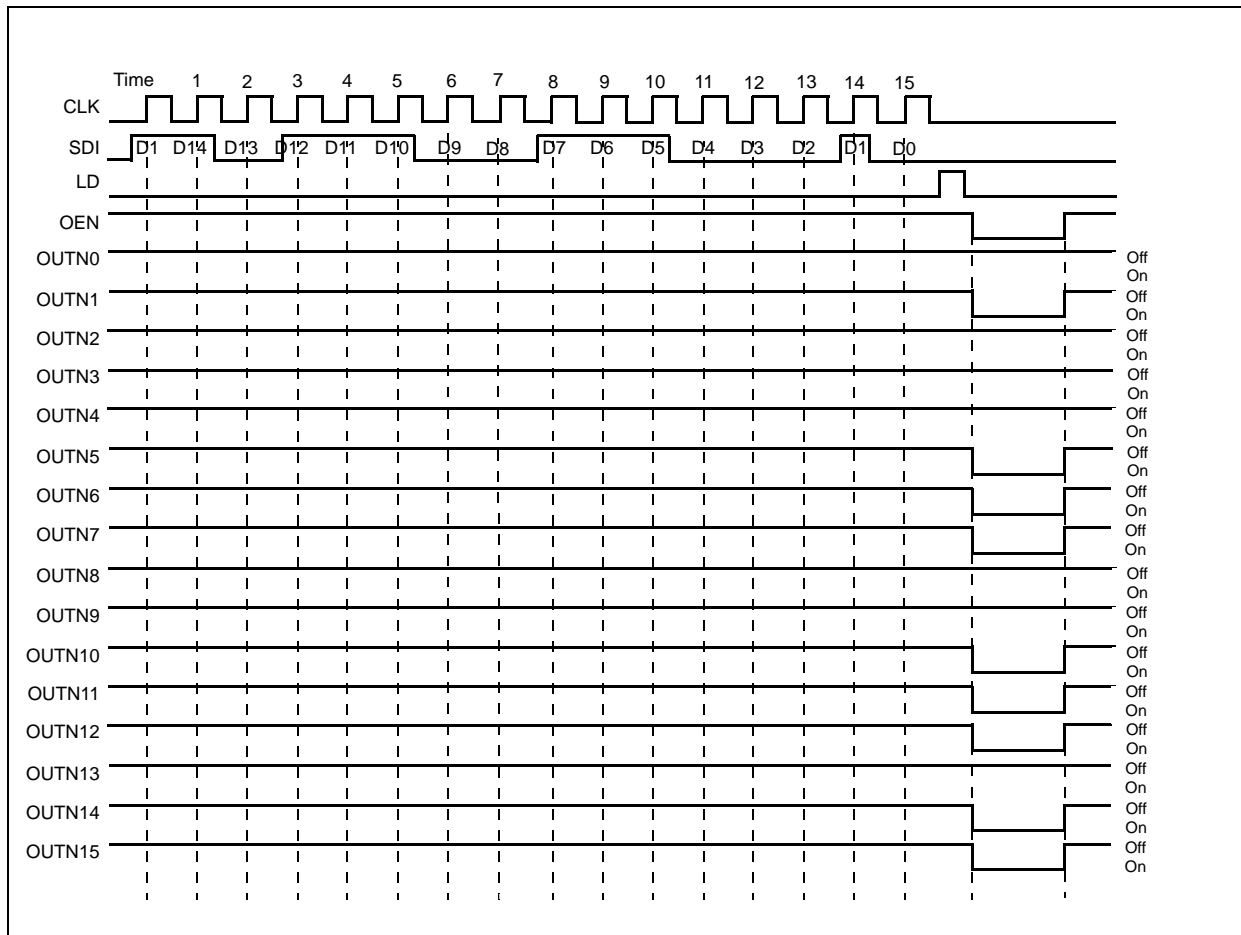 Time 1 2 3 4 5 6 7 8 9 10 11 12 13 14 15
CLK
SDI D1 D14 D13 D12 D11 D10 D9 D8 D7 D6 D5 D4 D3 D2 D1 D0
LD
OEN
OUTN0 Off
On
OUTN1 Off
On
OUTN2 Off
On
OUTN3 Off
On
OUTN4 Off
On
OUTN5 Off
On
OUTN6 Off
On
OUTN7 Off
On
OUTN8 Off
On
OUTN9 Off
On
OUTN10 Off
On
OUTN11 Off
On
OUTN12 Off
On
OUTN13 Off
On
OUTN14 Off
On
OUTN15 Off
On